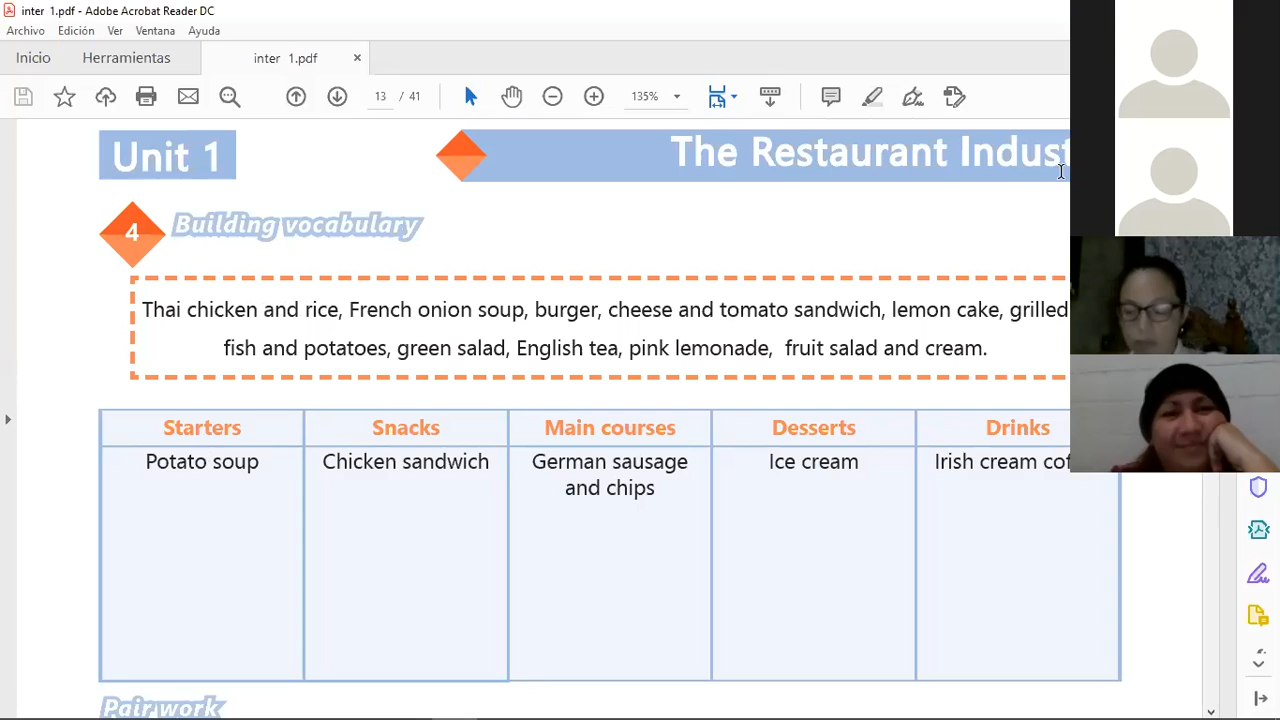 inter 1.pdf - Adobe Acrobat Reader DC
Archivo Edición Ver Ventana Ayuda
Inicio Herramientas inter 1.pdf ×
13 / 41 135%
Unit 1
The Restaurant Indust
4 Building vocabulary
Thai chicken and rice, French onion soup, burger, cheese and tomato sandwich, lemon cake, grilled
fish and potatoes, green salad, English tea, pink lemonade, fruit salad and cream.
Starters Snacks Main courses Desserts Drinks
Potato soup Chicken sandwich German sausage Ice cream Irish cream cof
and chips
Pair work